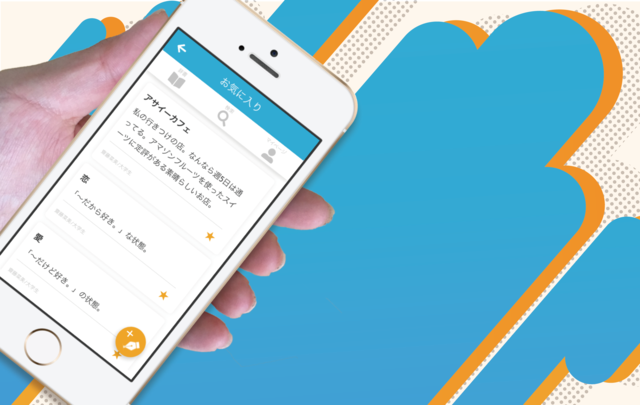 お気に入り
アサイーカフェ
私の行きつけの店。なんなら週5日は通
ってる。アマゾンフルーツを使ったスイ
ーツに定評がある素晴らしいお店。
恋
「〜だから好き。」な状態。
愛
「〜だけど好き。」の状態。